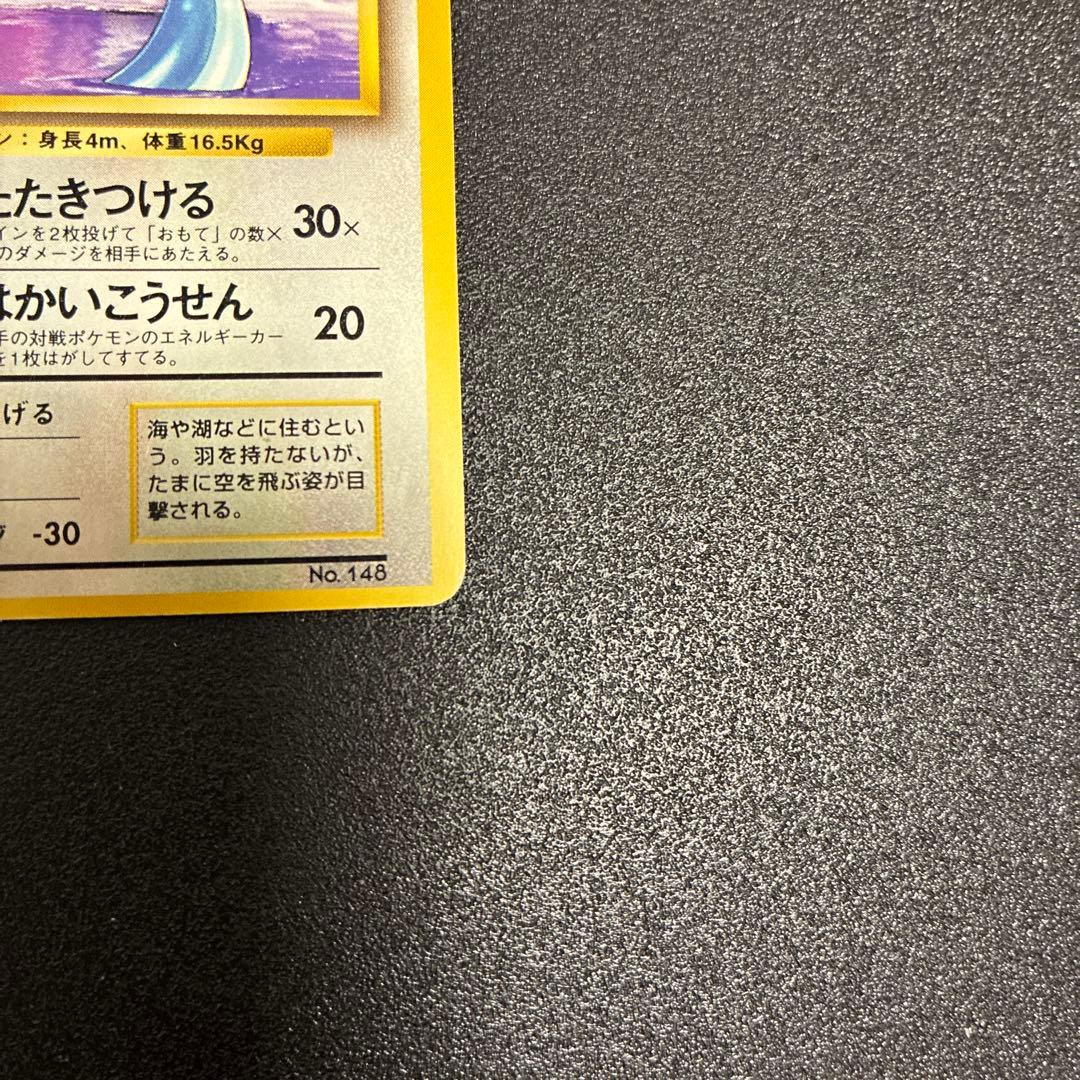 ン：身長4m、体重16.5Kg
たたきつける 30×
インを2枚投げて「おもて」の数×
のダメージを相手にあたえる。
はかいこうせん 20
手の対戦ポケモンのエネルギーカー
を1枚はがしてすてる。
げる
海や湖などに住むとい
う。羽を持たないが、
たまに空を飛ぶ姿が目
撃される。
-30
No. 148